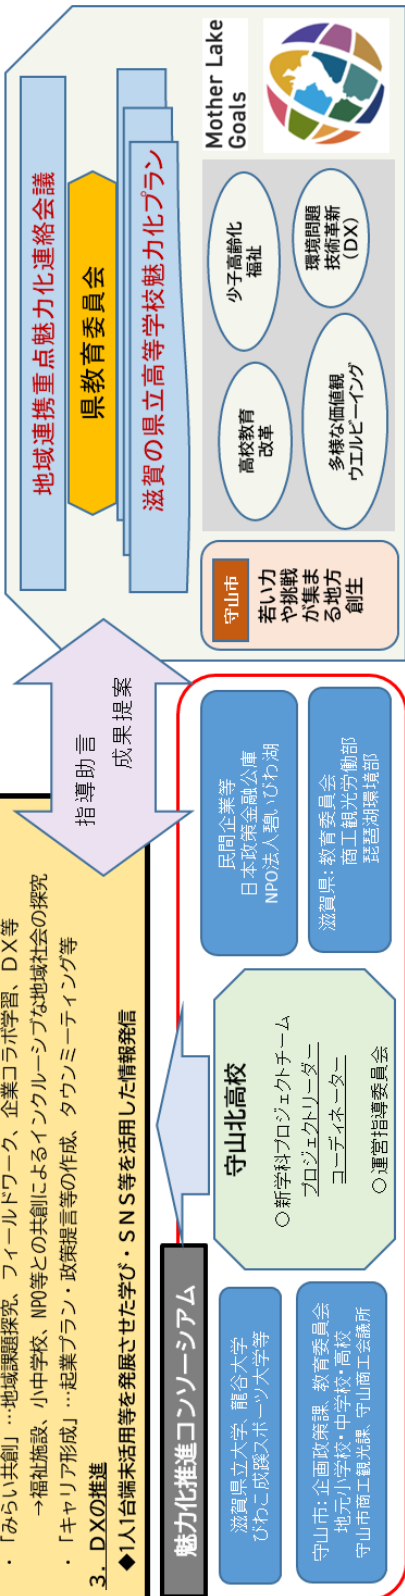 ・「みらい共創」…地域課題探究、フィールドワーク、企業コラボ学習、ＤＸ等
→福祉施設、小中学校、NPO等との共創によるインクルーシブな地域社会の探究
・「キャリア形成」…起業プラン・政策提言等の作成、タウンミーティング等
３．DXの推進
◆1人1台端末活用等を発展させた学び・ＳＮＳ等を活用した情報発信
指導助言
成果提案
地域連携重点魅力化連絡会議
県教育委員会
滋賀の県立高等学校魅力化プラン
守山市
若い力
や挑戦
が集ま
る地方
創生
高校教育
改革
少子高齢化
福祉
多様な価値観
ウエルビーイング
環境問題
技術革新
（DX）
Mother Lake
Goals
魅力化推進コンソーシアム
滋賀県立大学、龍谷大学
びわこ成蹊スポーツ大学等
守山市：企画政策課、教育委員会
地元小学校・中学校・高校
守山市商工観光課、守山商工会議所
守山北高校
○新学科プロジェクトチーム
プロジェクトリーダー
コーディネーター
○運営指導委員会
民間企業等
日本政策金融公庫
NPO法人碧いびわ湖
滋賀県：教育委員会
商工観光労働部
琵琶湖環境部